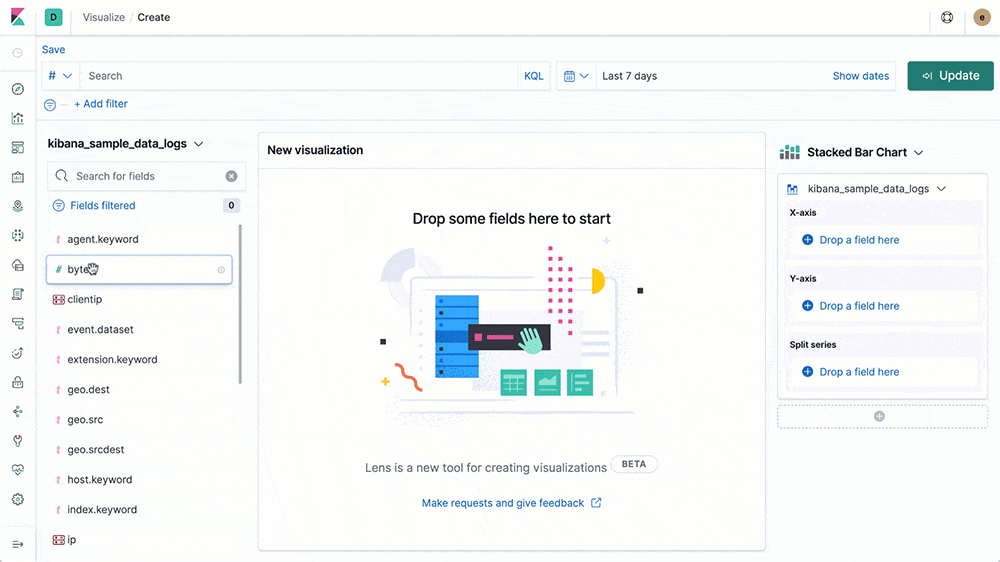 D Visualize / Create e
Save
# Search KQL Last 7 days Show dates Update
+ Add filter
kibana_sample_data_logs
Search for fields
Fields filtered 0
t agent.keyword
# byte
clientip
t event.dataset
t extension.keyword
t geo.dest
t geo.src
t geo.srcdest
t host.keyword
t index.keyword
ip
New visualization
Drop some fields here to start
Lens is a new tool for creating visualizations BETA
Make requests and give feedback
Stacked Bar Chart
kibana_sample_data_logs
X-axis
Drop a field here
Y-axis
Drop a field here
Split series
Drop a field here